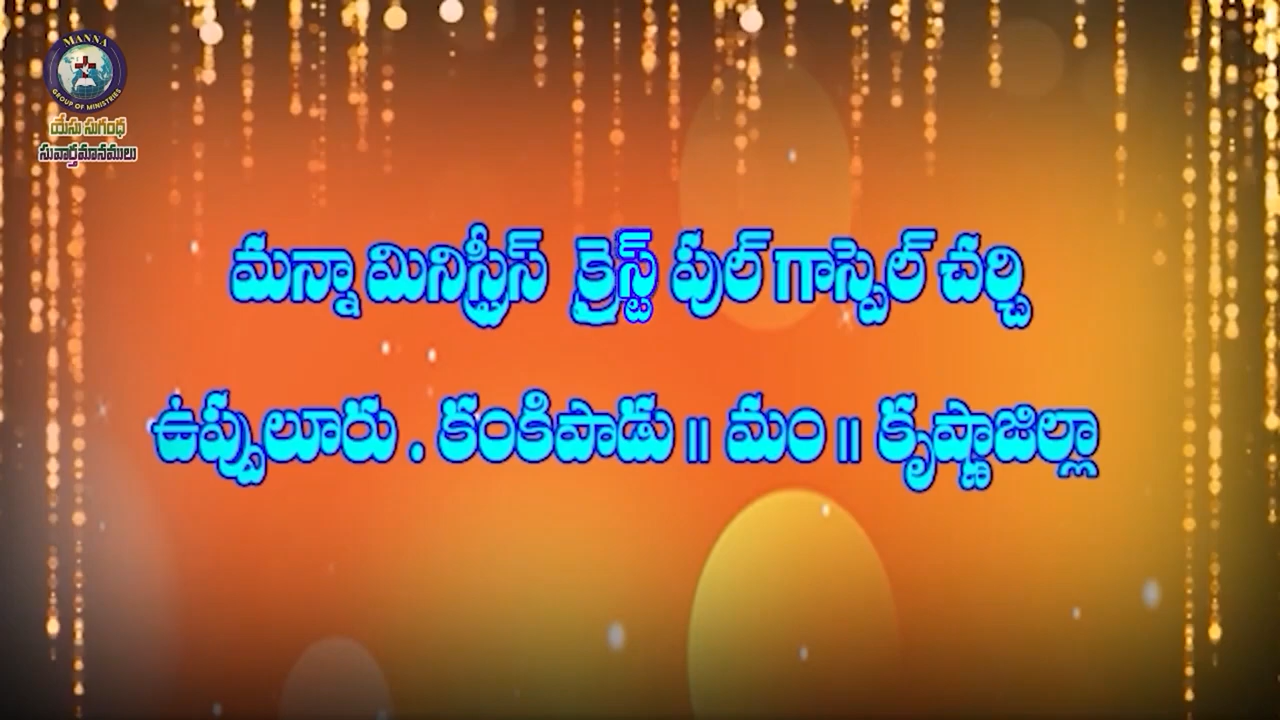 MANNA
GROUP OF MINISTRIES
యేసు సుగంధ
సువార్తమానములు
మన్నా మినిస్ట్రీస్ క్రైస్ట్ ఫుల్ గాస్పెల్ చర్చి
ఉప్పులూరు . కంకిపాడు || మం || కృష్ణాజిల్లా